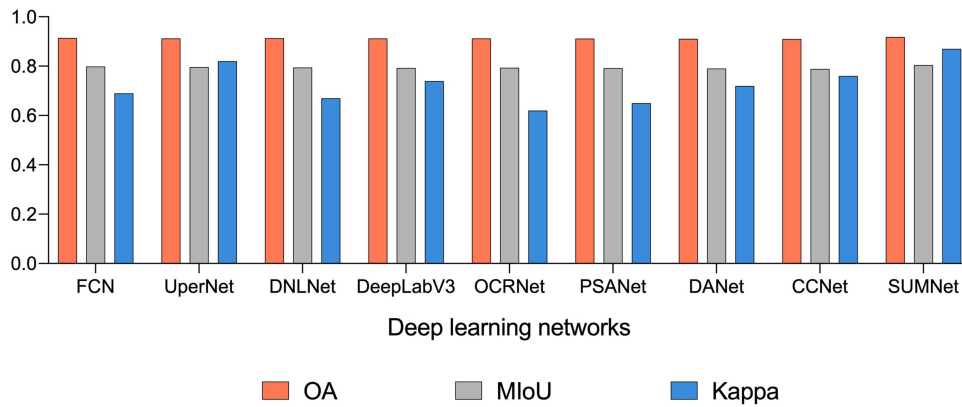 1.0
0.8
0.6
0.4
0.2
0.0
FCN UperNet DNLNet DeepLabV3 OCRNet PSANet DANet CCNet SUMNet
Deep learning networks
OA MIoU Kappa